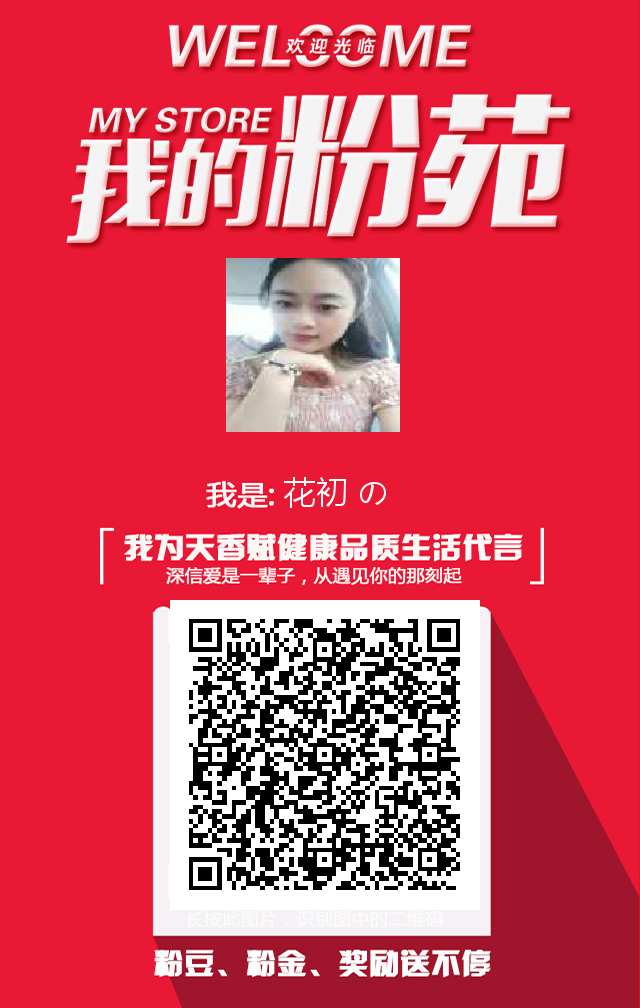 WELCOME
欢迎光临
MY STORE
我的粉苑
我是: 花初 の
我为天香赋健康品质生活代言
深信爱是一辈子，从遇见你的那刻起
长按此图片，识别图中的二维码
粉豆、粉金、奖励送不停